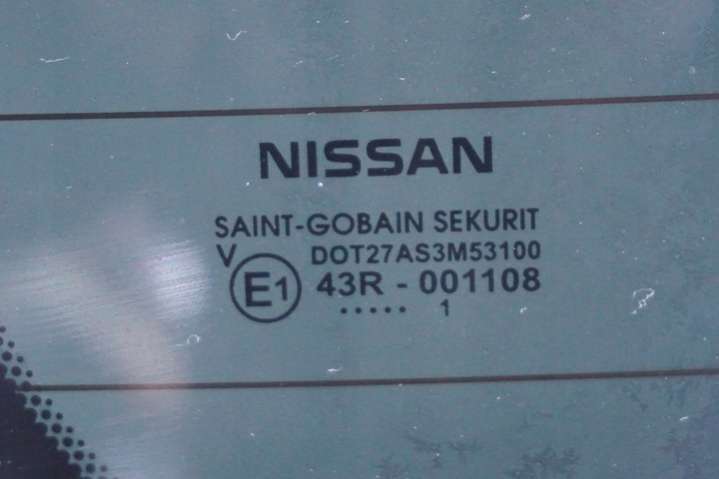 NISSAN
SAINT-GOBAIN SEKURIT
V DOT27AS3M53100
E1 43R - 001108
..... 1